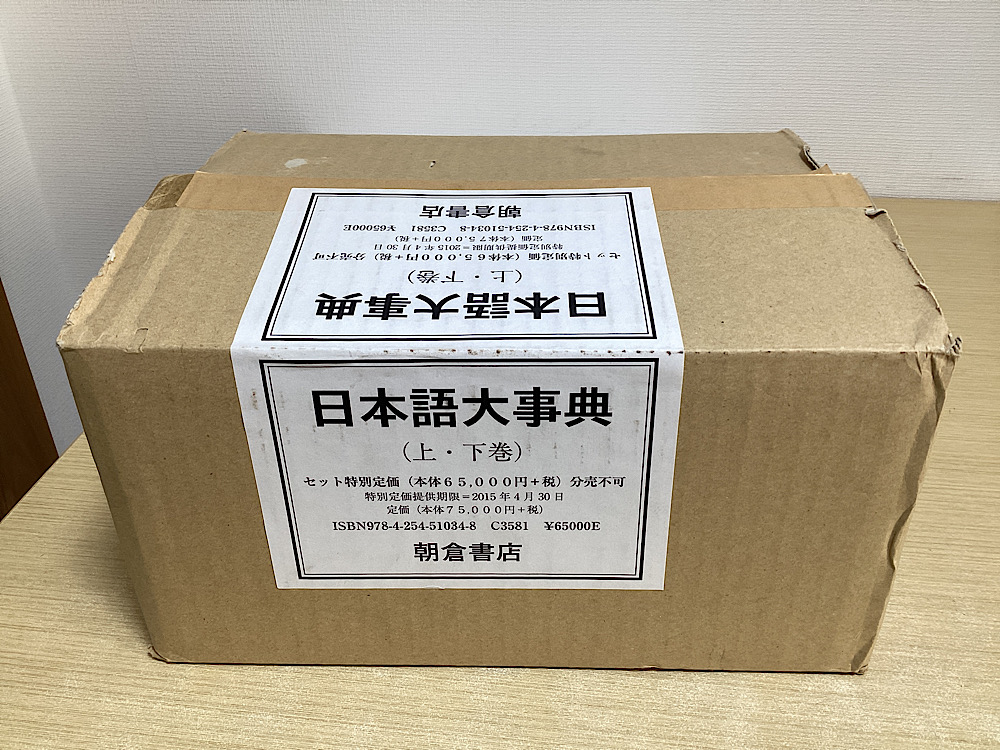 朝倉書店
ISBN978-4-254-51034-8 C3581 ¥65000E
定価（本体７５,０００円＋税）
特別定価提供期限＝2015年４月30日
セット特別定価（本体６５,０００円＋税）分売不可
（上・下巻）
日本語大事典
日本語大事典
（上・下巻）
セット特別定価（本体６５,０００円＋税）分売不可
特別定価提供期限＝2015年４月30日
定価（本体７５,０００円＋税）
ISBN978-4-254-51034-8 C3581 ¥65000E
朝倉書店